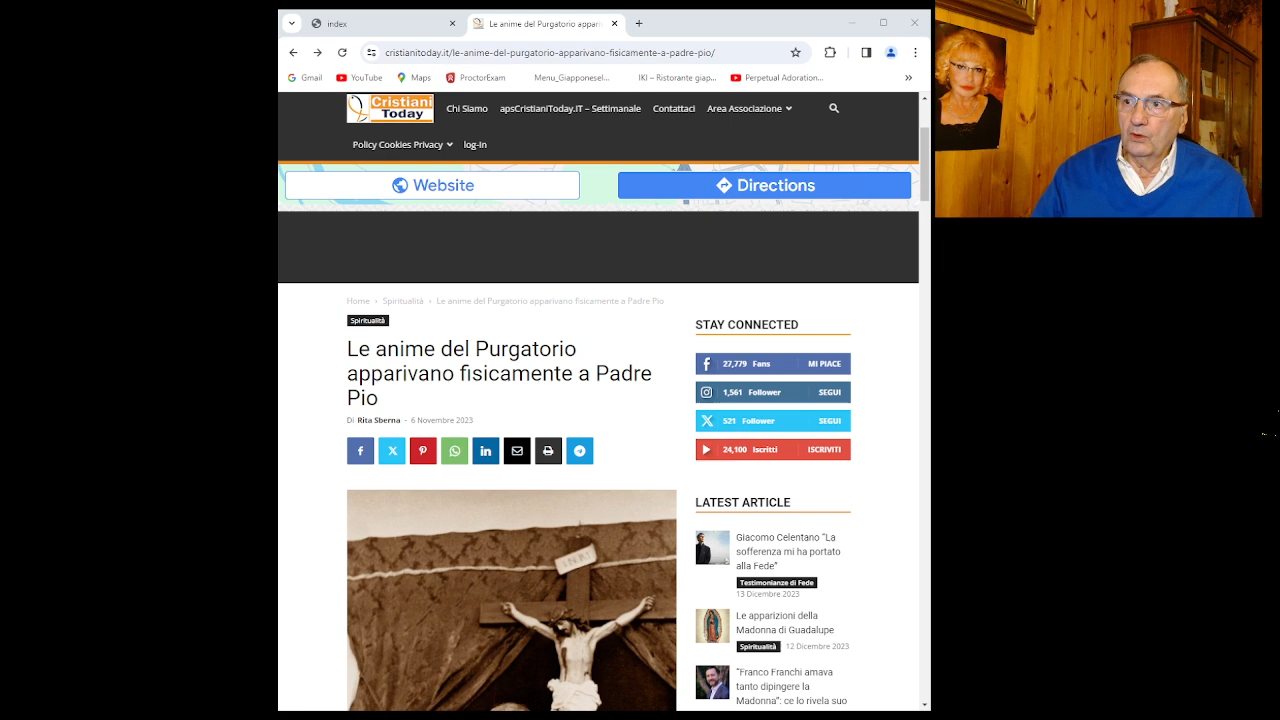 index
Le anime del Purgatorio appari
cristianitoday.it/le-anime-del-purgatorio-apparivano-fisicamente-a-padre-pio/
Gmail
YouTube
Maps
ProctorExam
Menu_Giapponesel...
IKI – Ristorante giap...
Perpetual Adoration...
Cristiani
Today
Chi Siamo
apsCristianiToday.IT – Settimanale
Contattaci
Area Associazione
Policy Cookies Privacy
log-in
Website
Directions
Home › Spiritualità › Le anime del Purgatorio apparivano fisicamente a Padre Pio
Spiritualità
Le anime del Purgatorio
apparivano fisicamente a Padre
Pio
Di Rita Sberna - 6 Novembre 2023
INRI
STAY CONNECTED
27,779 Fans MI PIACE
1,561 Follower SEGUI
521 Follower SEGUI
24,100 Iscritti ISCRIVITI
LATEST ARTICLE
Giacomo Celentano “La
sofferenza mi ha portato
alla Fede”
Testimonianze di Fede
13 Dicembre 2023
Le apparizioni della
Madonna di Guadalupe
Spiritualità 12 Dicembre 2023
“Franco Franchi amava
tanto dipingere la
Madonna”: ce lo rivela suo